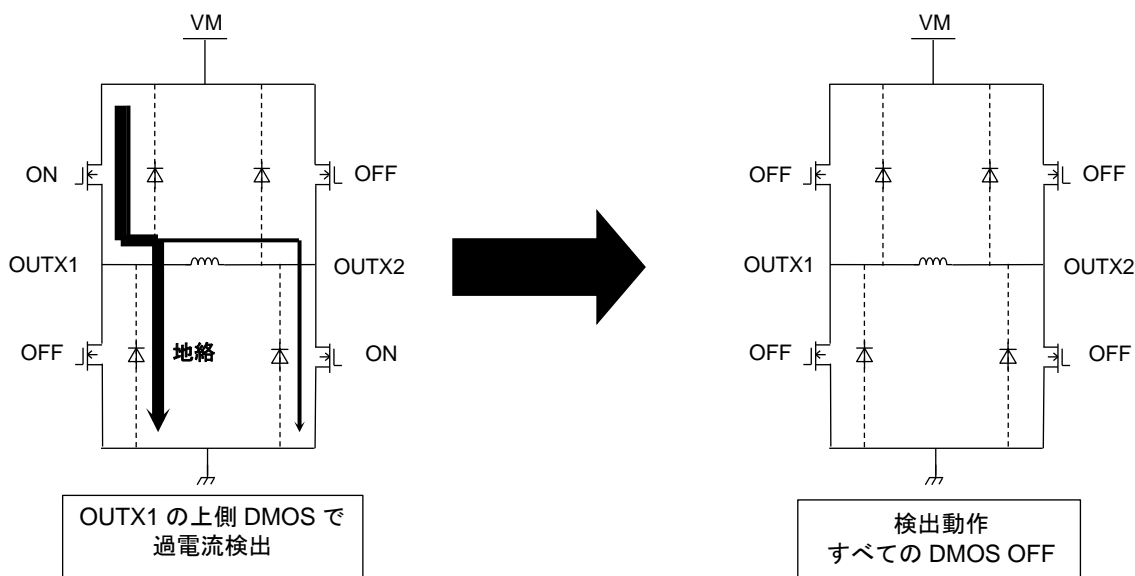 VM
ON
OFF
OUTX1
OUTX2
OFF
地絡
ON
OUTX1 の上側 DMOS で
過電流検出
VM
OFF
OFF
OUTX1
OUTX2
OFF
OFF
検出動作
すべての DMOS OFF